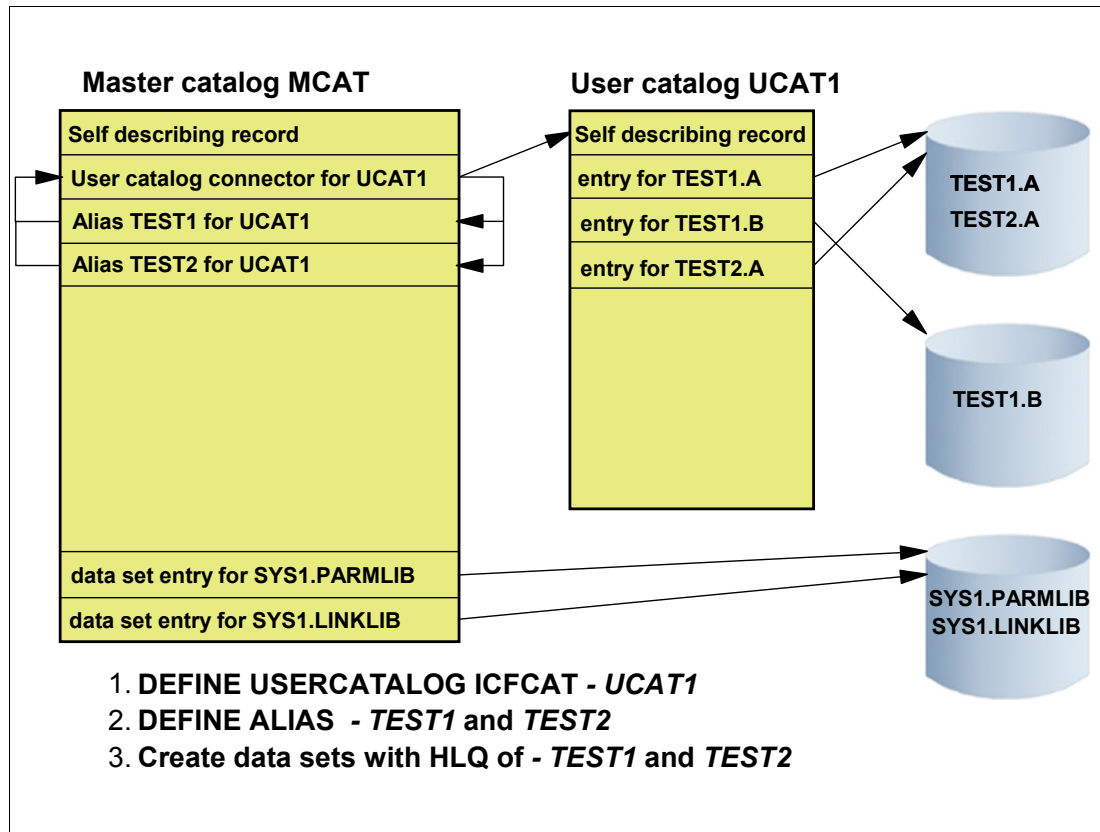 Master catalog MCAT
Self describing record
User catalog connector for UCAT1
Alias TEST1 for UCAT1
Alias TEST2 for UCAT1
data set entry for SYS1.PARMLIB
data set entry for SYS1.LINKLIB
User catalog UCAT1
Self describing record
entry for TEST1.A
entry for TEST1.B
entry for TEST2.A
TEST1.A
TEST2.A
TEST1.B
SYS1.PARMLIB
SYS1.LINKLIB
1. DEFINE USERCATALOG ICFCAT - UCAT1
2. DEFINE ALIAS - TEST1 and TEST2
3. Create data sets with HLQ of - TEST1 and TEST2